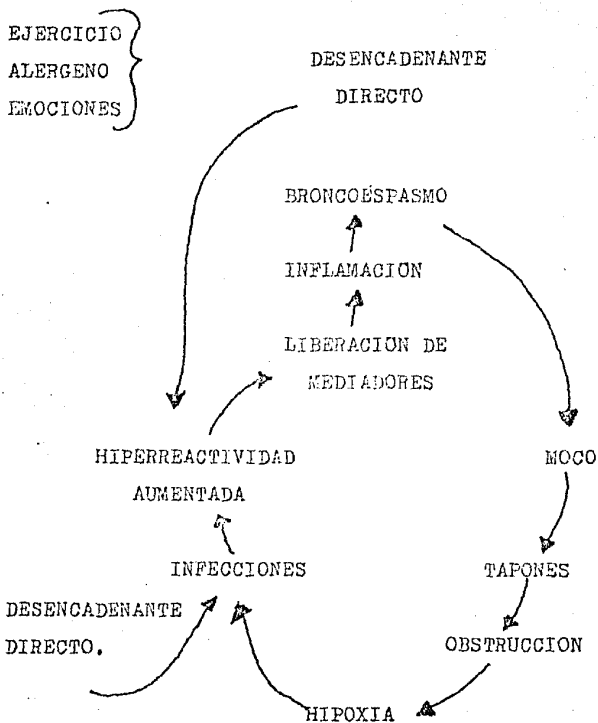 EJERCICIO
ALERGENO
EMOCIONES
DESENCADENANTE
DIRECTO
BRONCOESPASMO
INFLAMACION
LIBERACION DE
MEDIADORES
HIPERREACTIVIDAD
AUMENTADA
MOCO
INFECCIONES
TAPONES
DESENCADENANTE
DIRECTO.
OBSTRUCCION
HIPOXIA